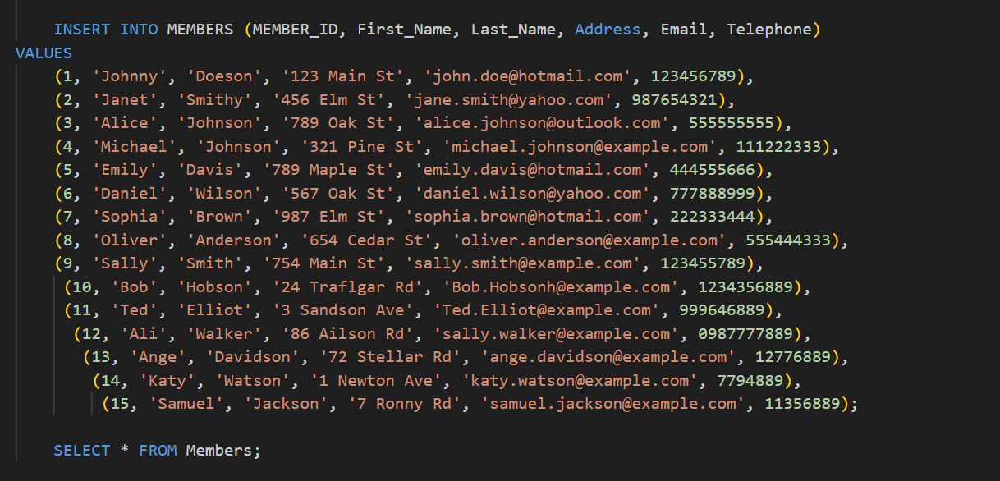 INSERT INTO MEMBERS (MEMBER_ID, First_Name, Last_Name, Address, Email, Telephone)
VALUES
(1, 'Johnny', 'Doeson', '123 Main St', 'john.doe@hotmail.com', 123456789),
(2, 'Janet', 'Smithy', '456 Elm St', 'jane.smith@yahoo.com', 987654321),
(3, 'Alice', 'Johnson', '789 Oak St', 'alice.johnson@outlook.com', 555555555),
(4, 'Michael', 'Johnson', '321 Pine St', 'michael.johnson@example.com', 111222333),
(5, 'Emily', 'Davis', '789 Maple St', 'emily.davis@hotmail.com', 444555666),
(6, 'Daniel', 'Wilson', '567 Oak St', 'daniel.wilson@yahoo.com', 777888999),
(7, 'Sophia', 'Brown', '987 Elm St', 'sophia.brown@hotmail.com', 222333444),
(8, 'Oliver', 'Anderson', '654 Cedar St', 'oliver.anderson@example.com', 555444333),
(9, 'Sally', 'Smith', '754 Main St', 'sally.smith@example.com', 123455789),
(10, 'Bob', 'Hobson', '24 Traflgar Rd', 'Bob.Hobsonh@example.com', 1234356889),
(11, 'Ted', 'Elliot', '3 Sandson Ave', 'Ted.Elliot@example.com', 999646889),
(12, 'Ali', 'Walker', '86 Ailson Rd', 'sally.walker@example.com', 0987777889),
(13, 'Ange', 'Davidson', '72 Stellar Rd', 'ange.davidson@example.com', 12776889),
(14, 'Katy', 'Watson', '1 Newton Ave', 'katy.watson@example.com', 7794889),
(15, 'Samuel', 'Jackson', '7 Ronny Rd', 'samuel.jackson@example.com', 11356889);
SELECT * FROM Members;